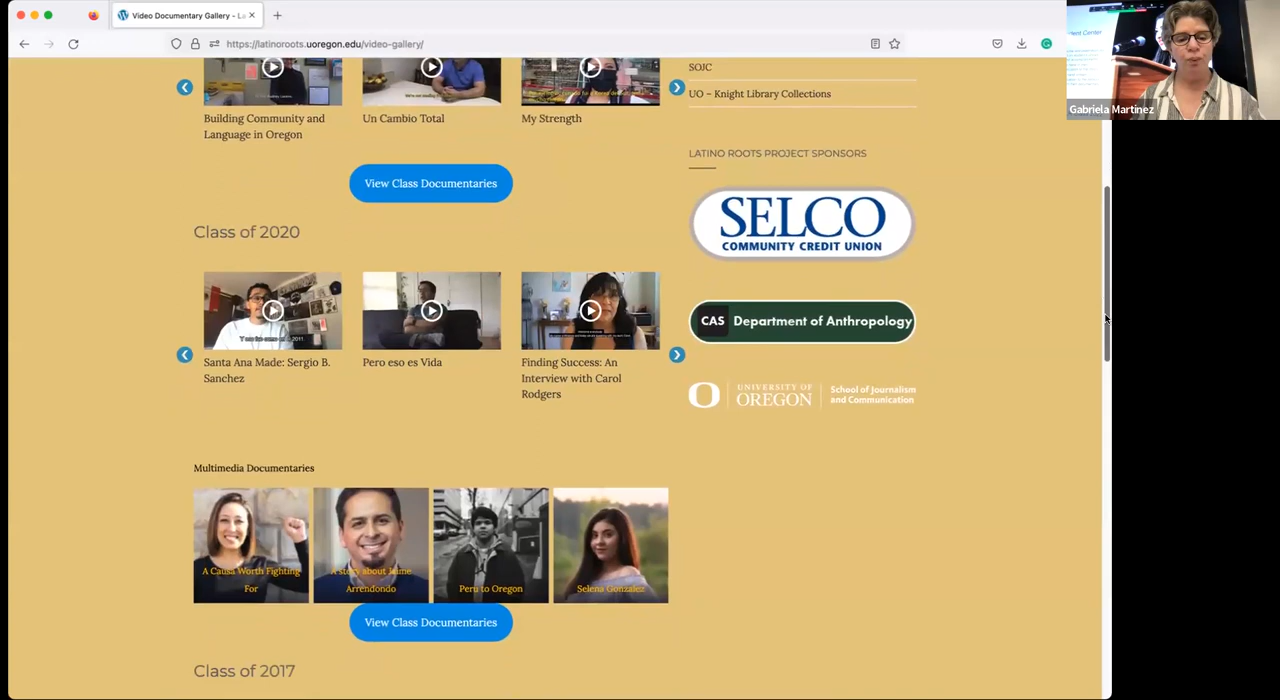 Video Documentary Gallery - La
https://latinoroots.uoregon.edu/video-gallery/
Gabriela Martinez
SOJC
UO – Knight Library Collections
Building Community and
Language in Oregon
Un Cambio Total
My Strength
View Class Documentaries
LATINO ROOTS PROJECT SPONSORS
SELCO
COMMUNITY CREDIT UNION
CAS Department of Anthropology
O UNIVERSITY OF
OREGON
School of Journalism
and Communication
Class of 2020
Santa Ana Made: Sergio B.
Sanchez
Pero eso es Vida
Finding Success: An
Interview with Carol
Rodgers
Multimedia Documentaries
A Causa Worth Fighting
For
A story about Jaime
Arrendondo
Peru to Oregon
Selena Gonzalez
View Class Documentaries
Class of 2017